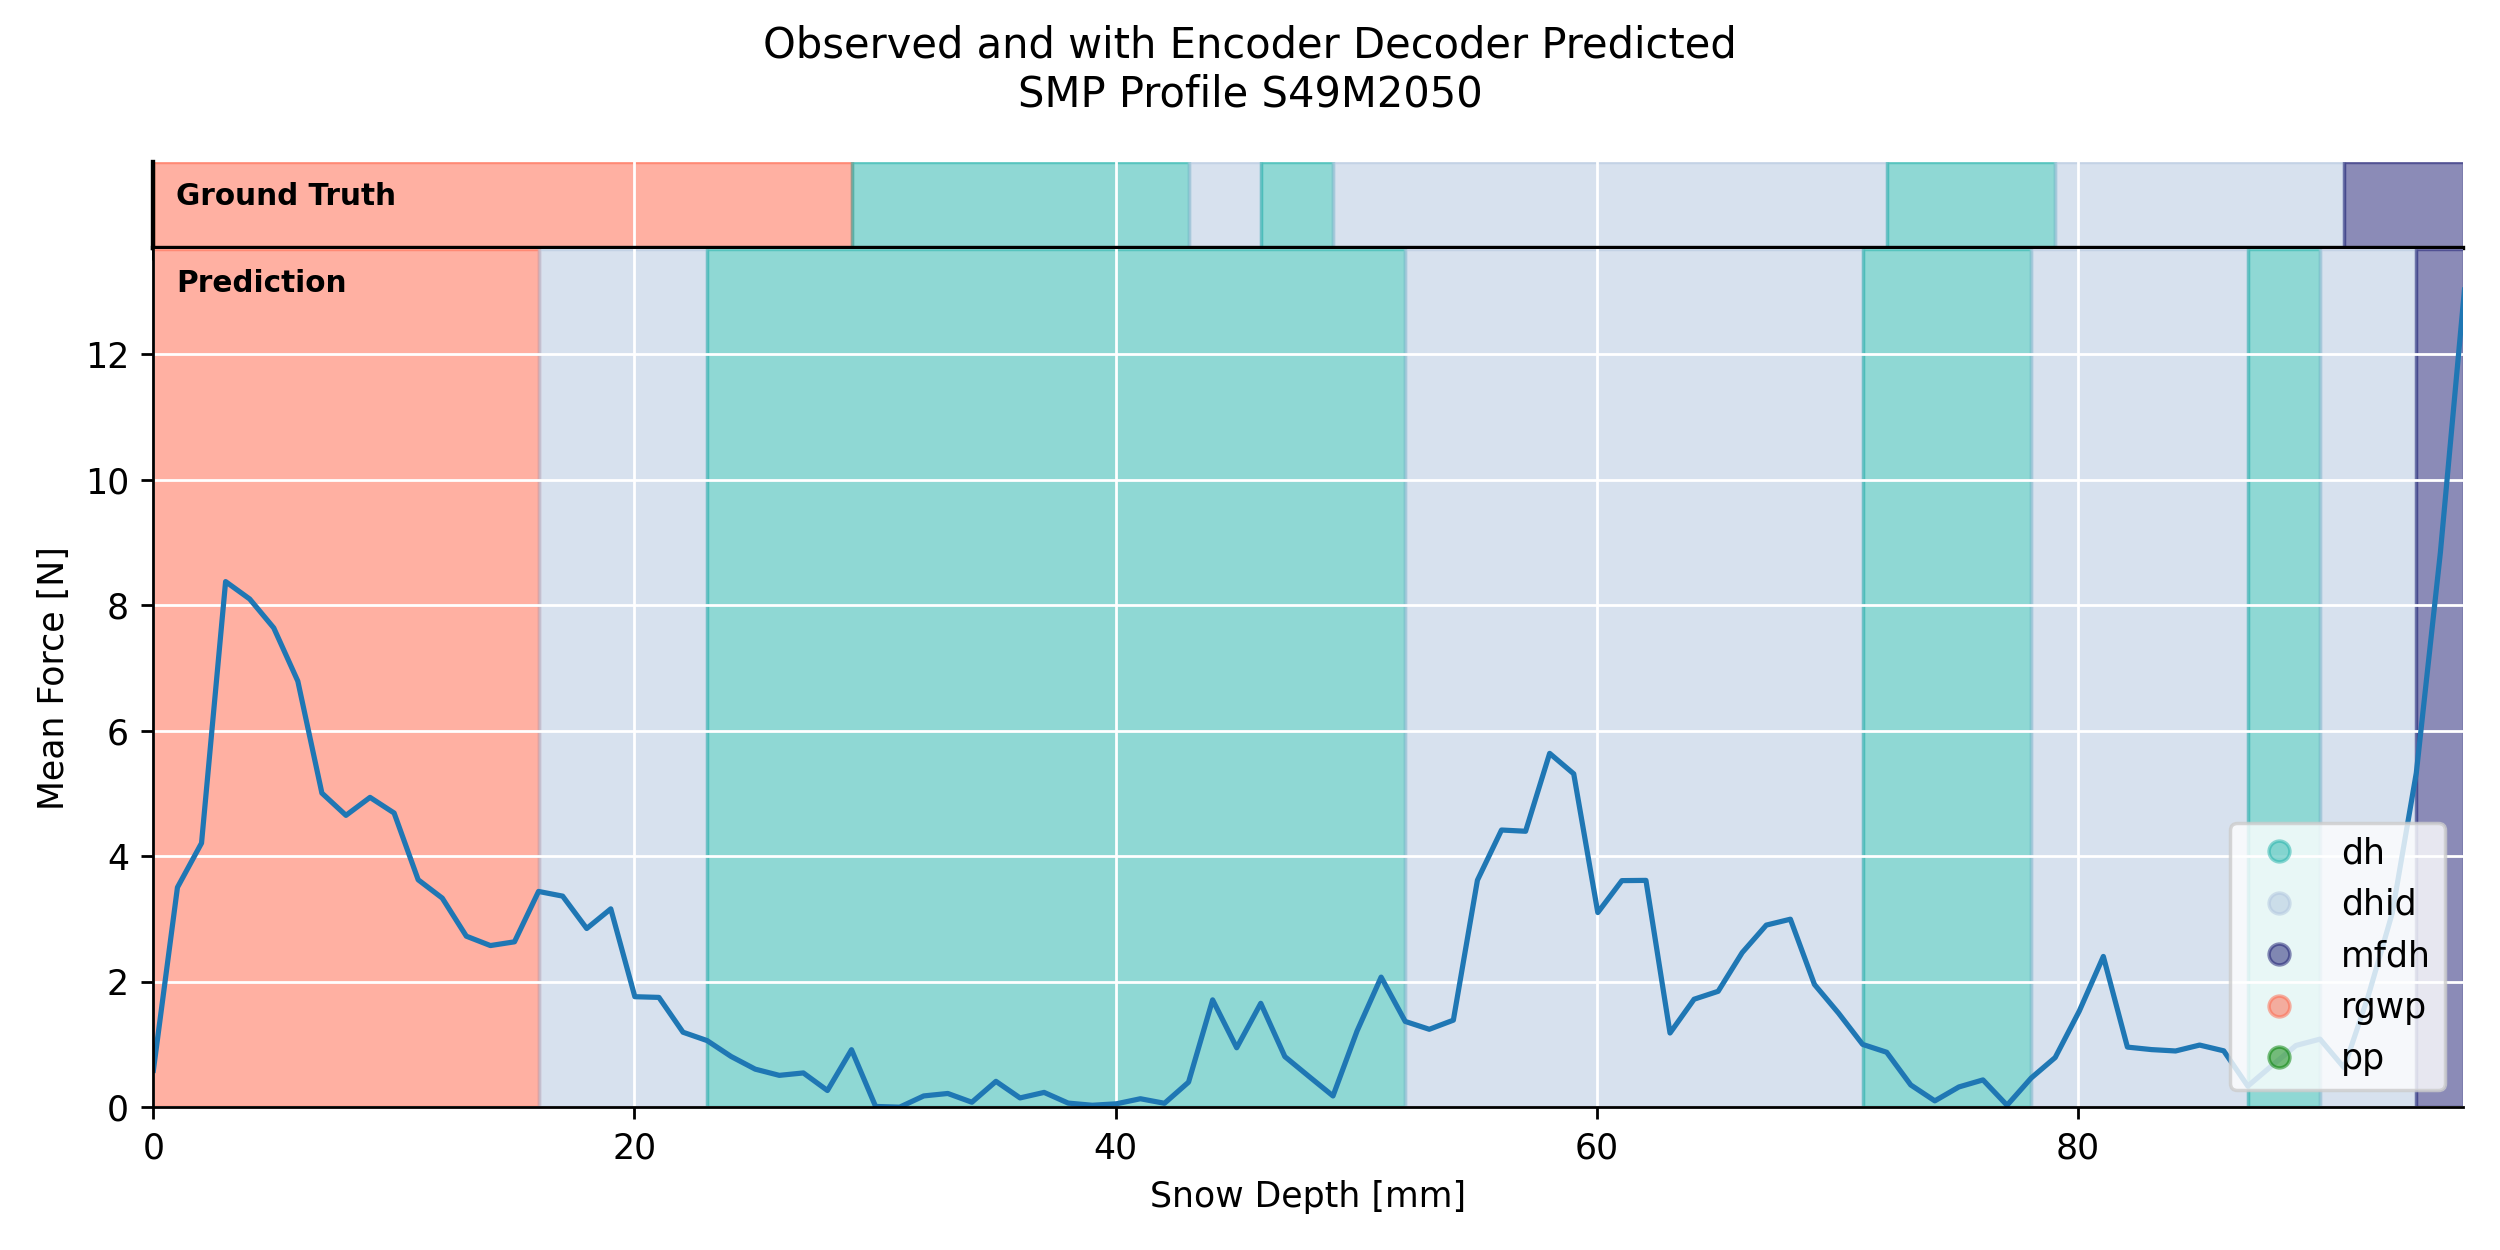 Observed and with Encoder Decoder Predicted
SMP Profile S49M2050
Ground Truth
Prediction
12
10
8
6
4
2
0
Mean Force [N]
dh
dhid
mfdh
rgwp
pp
0 20 40 60 80
Snow Depth [mm]